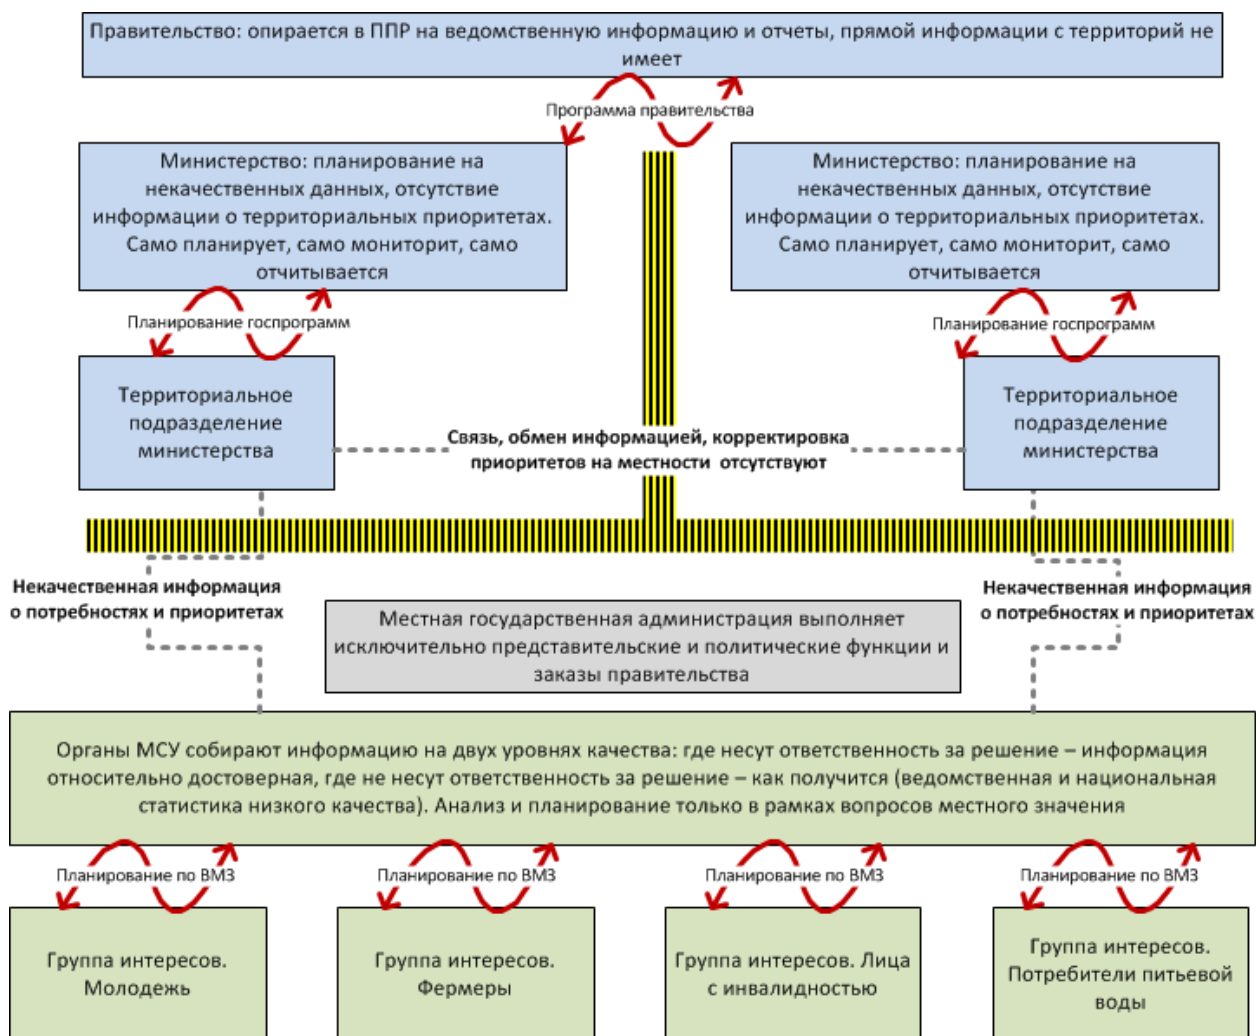 Правительство: опирается в ППР на ведомственную информацию и отчеты, прямой информации с территорий не
имеет
Программа правительства
Министерство: планирование на
некачественных данных, отсутствие
информации о территориальных приоритетах.
Само планирует, само мониторит, само
отчитывается
Министерство: планирование на
некачественных данных, отсутствие
информации о территориальных приоритетах.
Само планирует, само мониторит, само
отчитывается
Планирование госпрограмм
Планирование госпрограмм
Территориальное
подразделение
министерства
Связь, обмен информацией, корректировка
приоритетов на местности отсутствуют
Территориальное
подразделение
министерства
Некачественная информация
о потребностях и приоритетах
Некачественная информация
о потребностях и приоритетах
Местная государственная администрация выполняет
исключительно представительские и политические функции и
заказы правительства
Органы МСУ собирают информацию на двух уровнях качества: где несут ответственность за решение – информация
относительно достоверная, где не несут ответственность за решение – как получится (ведомственная и национальная
статистика низкого качества). Анализ и планирование только в рамках вопросов местного значения
Планирование по ВМЗ
Планирование по ВМЗ
Планирование по ВМЗ
Планирование по ВМЗ
Группа интересов.
Молодежь
Группа интересов.
Фермеры
Группа интересов. Лица
с инвалидностью
Группа интересов.
Потребители питьевой
воды